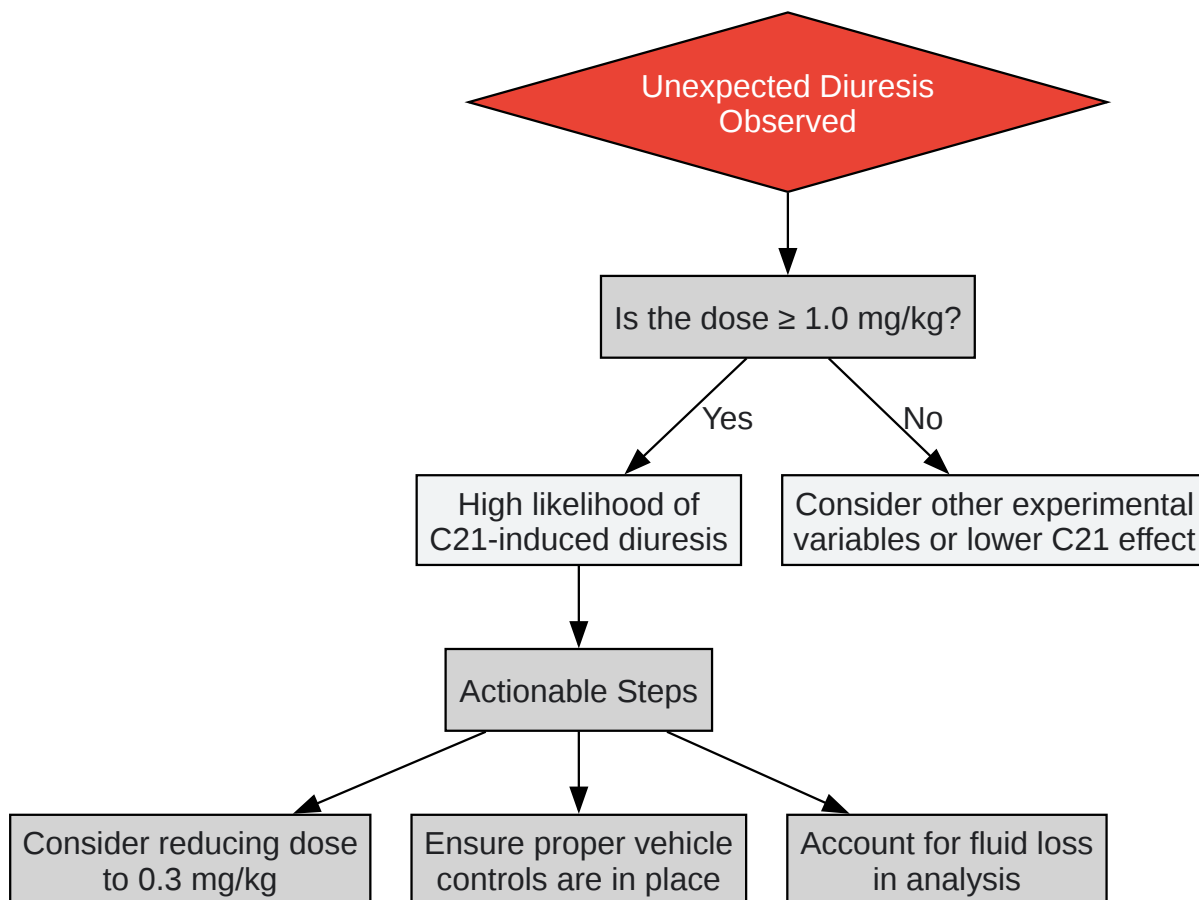 Unexpected Diuresis
Observed
Is the dose ≥ 1.0 mg/kg?
Yes
No
High likelihood of
C21-induced diuresis
Consider other experimental
variables or lower C21 effect
Actionable Steps
Consider reducing dose
to 0.3 mg/kg
Ensure proper vehicle
controls are in place
Account for fluid loss
in analysis